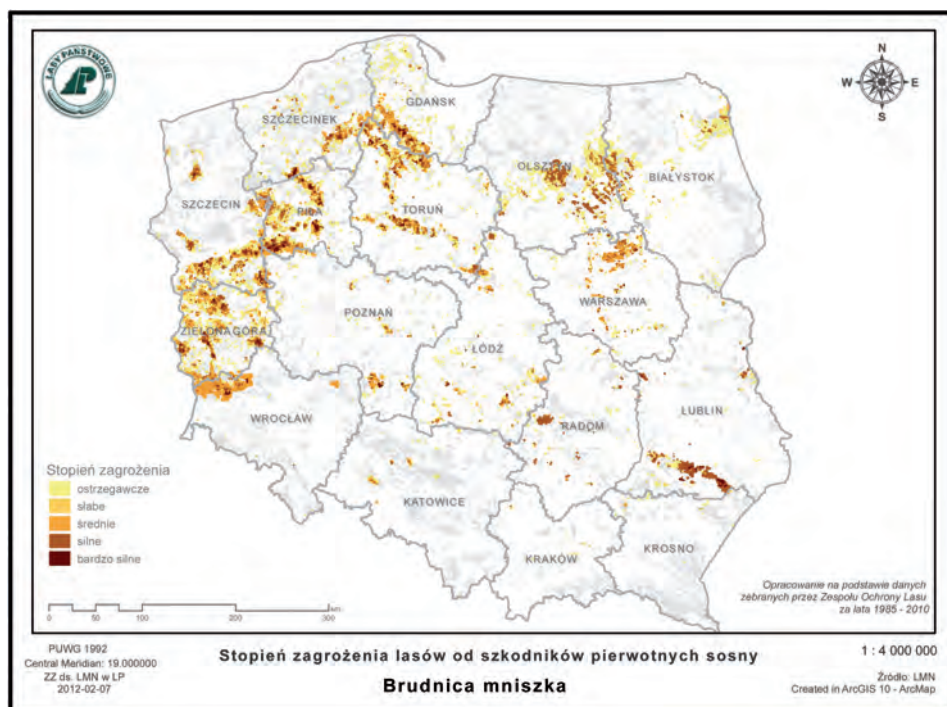 LASY PAŃSTWOWE
N
W E
S
GDAŃSK
SZCZECINEK
OLSZTYN
BIAŁYSTOK
SZCZECIN
PIŁA
TORUŃ
WARSZAWA
POZNAŃ
ZIELONA GÓRA
ŁÓDŹ
WROCŁAW
LUBLIN
RADOM
KATOWICE
KRAKÓW
KROSNO
Stopień zagrożenia
ostrzegawcze
słabe
średnie
silne
bardzo silne
0 50 100 200 300
Opracowanie na podstawie danych
zebranych przez Zespołu Ochrony Lasu
za lata 1985 - 2010
PUWG 1992
Central Meridian: 19.000000
ZZ ds. LMN w LP
2012-02-07
Stopień zagrożenia lasów od szkodników pierwotnych sosny
Brudnica mniszka
1 : 4 000 000
Źródło: LMN
Created in ArcGIS 10 - ArcMap